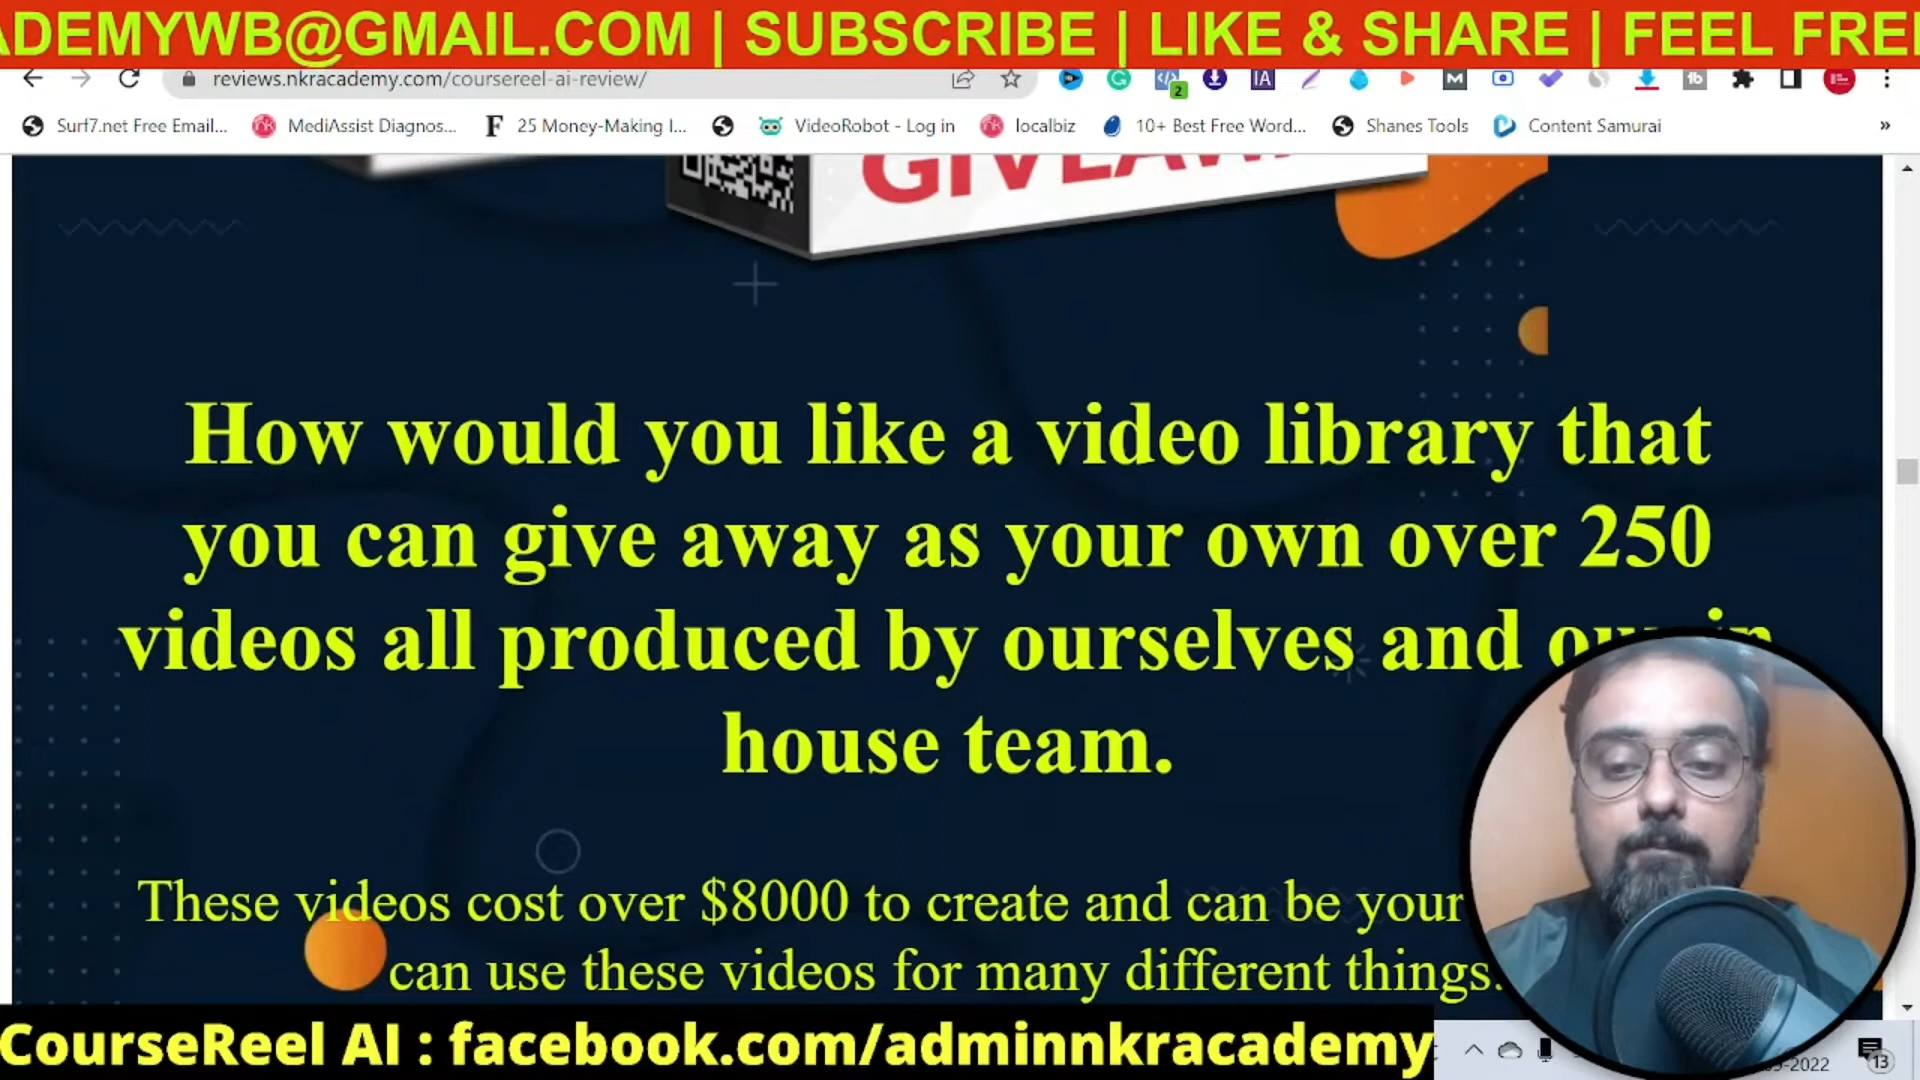 ADEMYWB@GMAIL.COM | SUBSCRIBE | LIKE & SHARE | FEEL FREE
reviews.nkracademy.com/coursereel-ai-review/
2
IA
M
Surf7.net Free Email... MediAssist Diagnos... F 25 Money-Making I... VideoRobot - Log in localbiz 10+ Best Free Word... Shanes Tools Content Samurai »
How would you like a video library that
you can give away as your own over 250
videos all produced by ourselves and our in
house team.
These videos cost over $8000 to create and can be your
can use these videos for many different things.
CourseReel AI : facebook.com/adminnkracademy
-2022
13